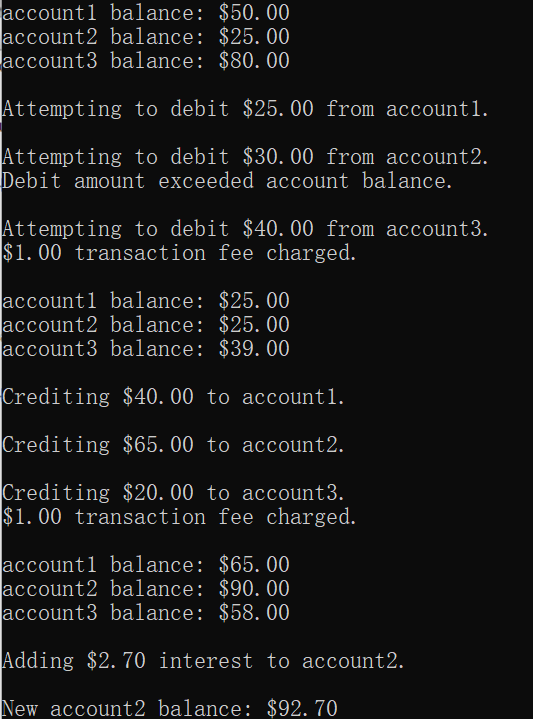 account1 balance: $50.00
account2 balance: $25.00
account3 balance: $80.00
Attempting to debit $25.00 from account1.
Attempting to debit $30.00 from account2.
Debit amount exceeded account balance.
Attempting to debit $40.00 from account3.
$1.00 transaction fee charged.
account1 balance: $25.00
account2 balance: $25.00
account3 balance: $39.00
Crediting $40.00 to account1.
Crediting $65.00 to account2.
Crediting $20.00 to account3.
$1.00 transaction fee charged.
account1 balance: $65.00
account2 balance: $90.00
account3 balance: $58.00
Adding $2.70 interest to account2.
New account2 balance: $92.70